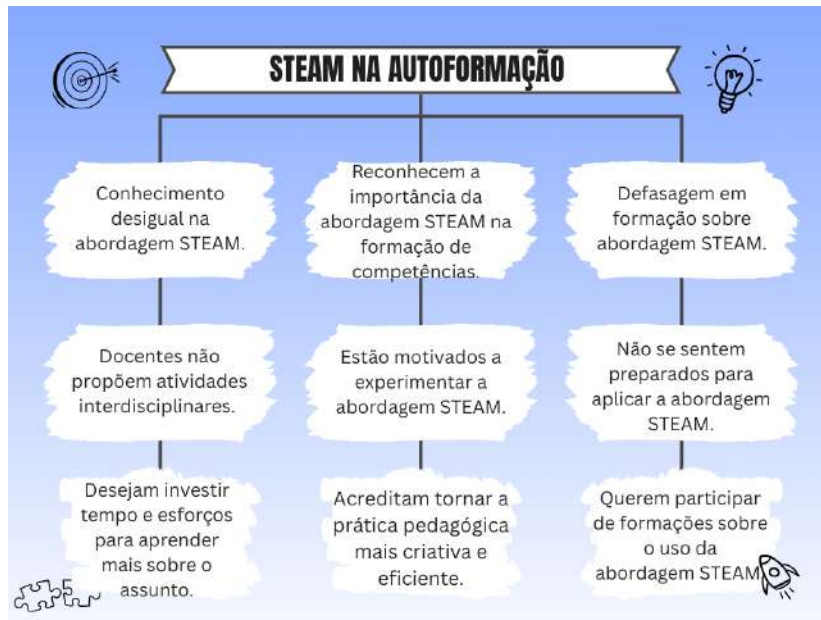 STEAM NA AUTOFORMAÇÃO
Conhecimento
desigual na
abordagem STEAM.
Reconhecem a
importância da
abordagem STEAM na
formação de
competências.
Defasagem em
formação sobre
abordagem STEAM.
Docentes não
propõem atividades
interdisciplinares.
Estão motivados a
experimentar a
abordagem STEAM.
Não se sentem
preparados para
aplicar a abordagem
STEAM.
Desejam investir
tempo e esforços
para aprender
mais sobre o
assunto.
Acreditam tornar a
prática pedagógica
mais criativa e
eficiente.
Querem participar
de formações sobre
o uso da
abordagem STEAM